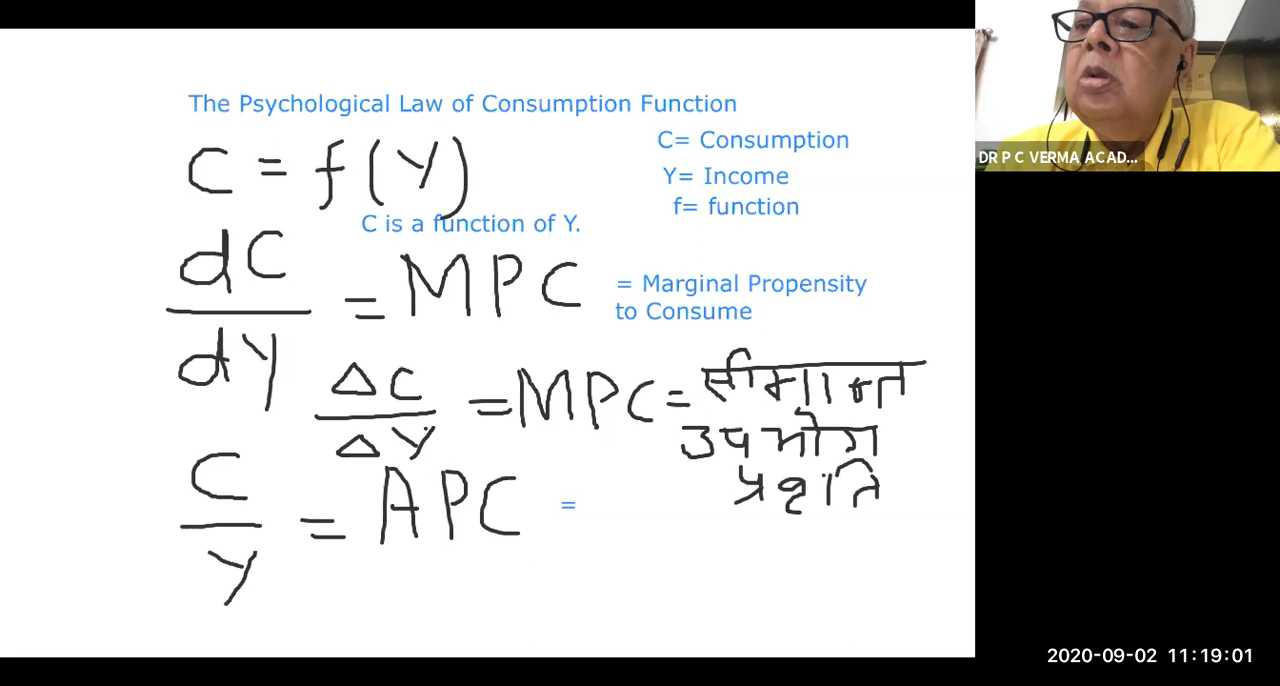 The Psychological Law of Consumption Function
C = f(Y)
C= Consumption
Y= Income
f= function
C is a function of Y.
dC
dY
= MPC
= Marginal Propensity
to Consume
ΔC
ΔY
= MPC = सीमान्त
उपभोग
प्रवृत्ति
C
Y
= APC
=
DR P C VERMA ACAD...
2020-09-02 11:19:01